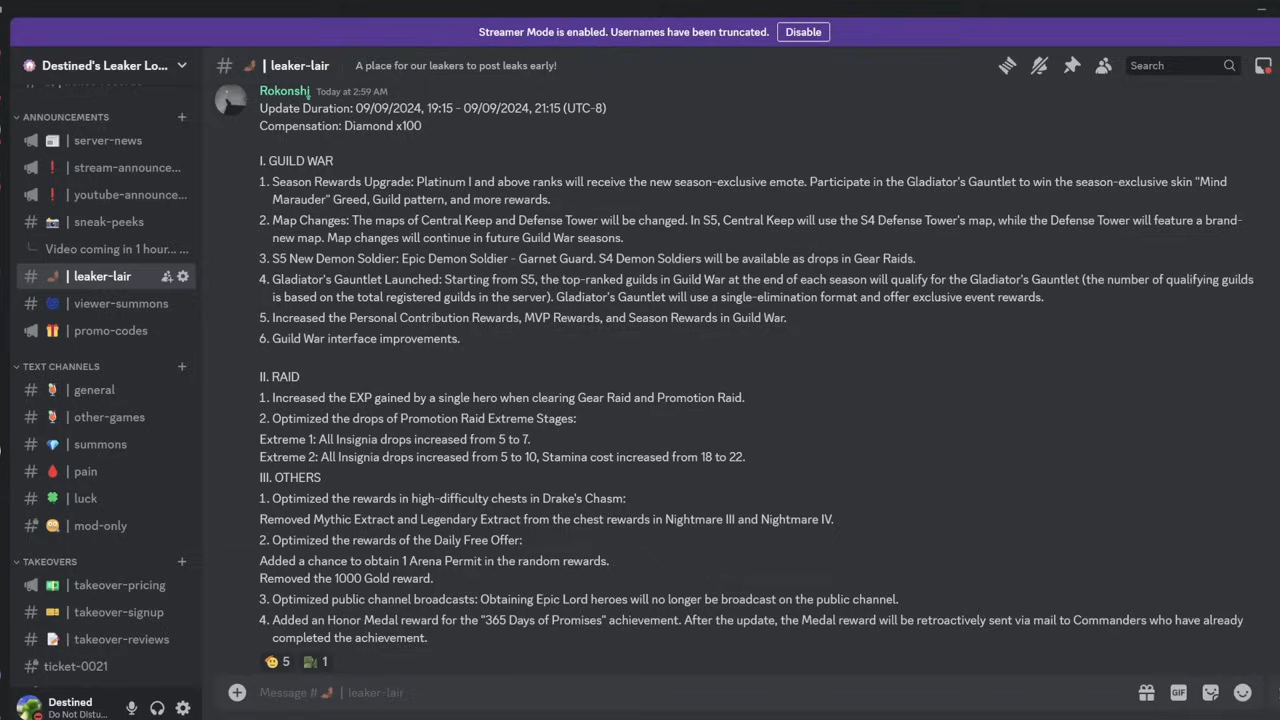 Streamer Mode is enabled. Usernames have been truncated.
Disable
Destined's Leaker Lo...
ANNOUNCEMENTS
| server-news
| stream-announce...
| youtube-announc...
| sneak-peeks
Video coming in 1 hour... ...
| leaker-lair
| viewer-summons
| promo-codes
TEXT CHANNELS
| general
| other-games
| summons
| pain
| luck
| mod-only
TAKEOVERS
| takeover-pricing
| takeover-signup
| takeover-reviews
ticket-0021
Destined
Do Not Distu...
# | leaker-lair
A place for our leakers to post leaks early!
Search
Rokonshi Today at 2:59 AM
Update Duration: 09/09/2024, 19:15 - 09/09/2024, 21:15 (UTC-8)
Compensation: Diamond x100
I. GUILD WAR
1. Season Rewards Upgrade: Platinum I and above ranks will receive the new season-exclusive emote. Participate in the Gladiator's Gauntlet to win the season-exclusive skin "Mind
Marauder" Greed, Guild pattern, and more rewards.
2. Map Changes: The maps of Central Keep and Defense Tower will be changed. In S5, Central Keep will use the S4 Defense Tower's map, while the Defense Tower will feature a brand-
new map. Map changes will continue in future Guild War seasons.
3. S5 New Demon Soldier: Epic Demon Soldier - Garnet Guard. S4 Demon Soldiers will be available as drops in Gear Raids.
4. Gladiator's Gauntlet Launched: Starting from S5, the top-ranked guilds in Guild War at the end of each season will qualify for the Gladiator's Gauntlet (the number of qualifying guilds
is based on the total registered guilds in the server). Gladiator's Gauntlet will use a single-elimination format and offer exclusive event rewards.
5. Increased the Personal Contribution Rewards, MVP Rewards, and Season Rewards in Guild War.
6. Guild War interface improvements.
II. RAID
1. Increased the EXP gained by a single hero when clearing Gear Raid and Promotion Raid.
2. Optimized the drops of Promotion Raid Extreme Stages:
Extreme 1: All Insignia drops increased from 5 to 7.
Extreme 2: All Insignia drops increased from 5 to 10, Stamina cost increased from 18 to 22.
III. OTHERS
1. Optimized the rewards in high-difficulty chests in Drake's Chasm:
Removed Mythic Extract and Legendary Extract from the chest rewards in Nightmare III and Nightmare IV.
2. Optimized the rewards of the Daily Free Offer:
Added a chance to obtain 1 Arena Permit in the random rewards.
Removed the 1000 Gold reward.
3. Optimized public channel broadcasts: Obtaining Epic Lord heroes will no longer be broadcast on the public channel.
4. Added an Honor Medal reward for the "365 Days of Promises" achievement. After the update, the Medal reward will be retroactively sent via mail to Commanders who have already
completed the achievement.
5
1
Message # | leaker-lair
GIF